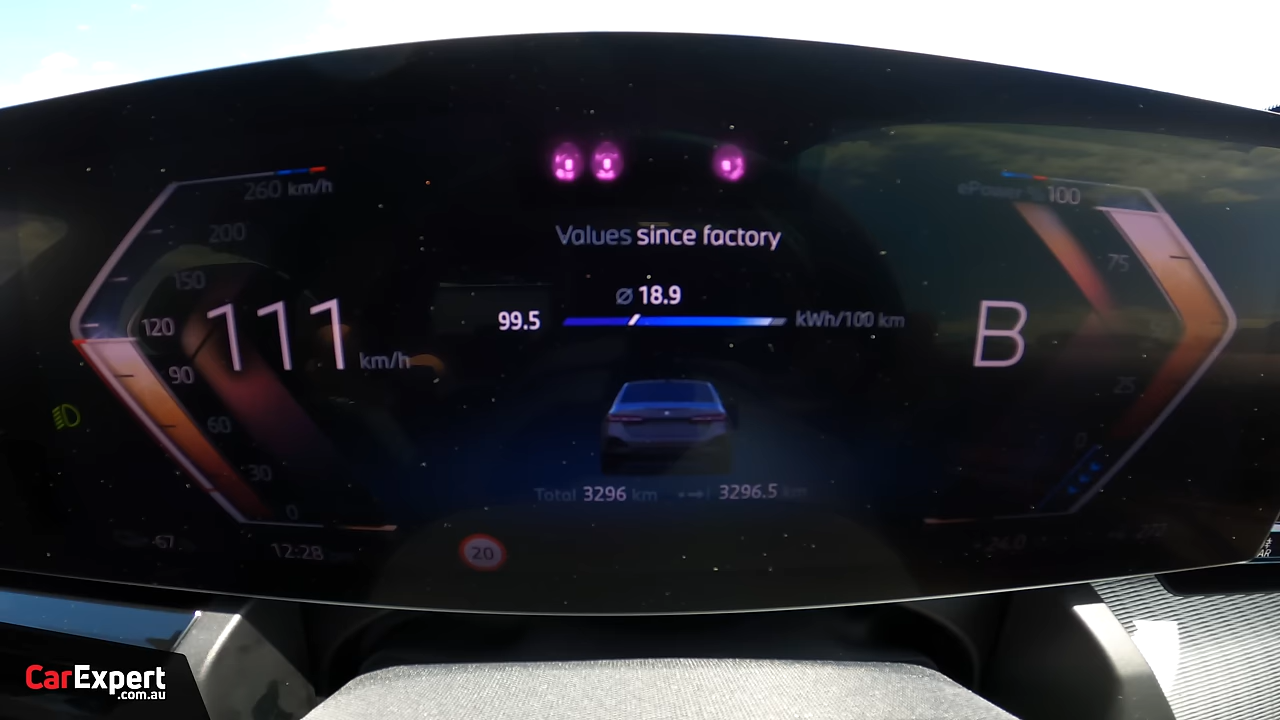 260 km/h
ePower % 100
200
Values since factory
75
150
Ø 18.9
99.5
kWh/100 km
120
111 km/h
B
90
25
60
0
30
Total 3296 km
3296.5 km
0
67
12:28
20
CarExpert
.com.au